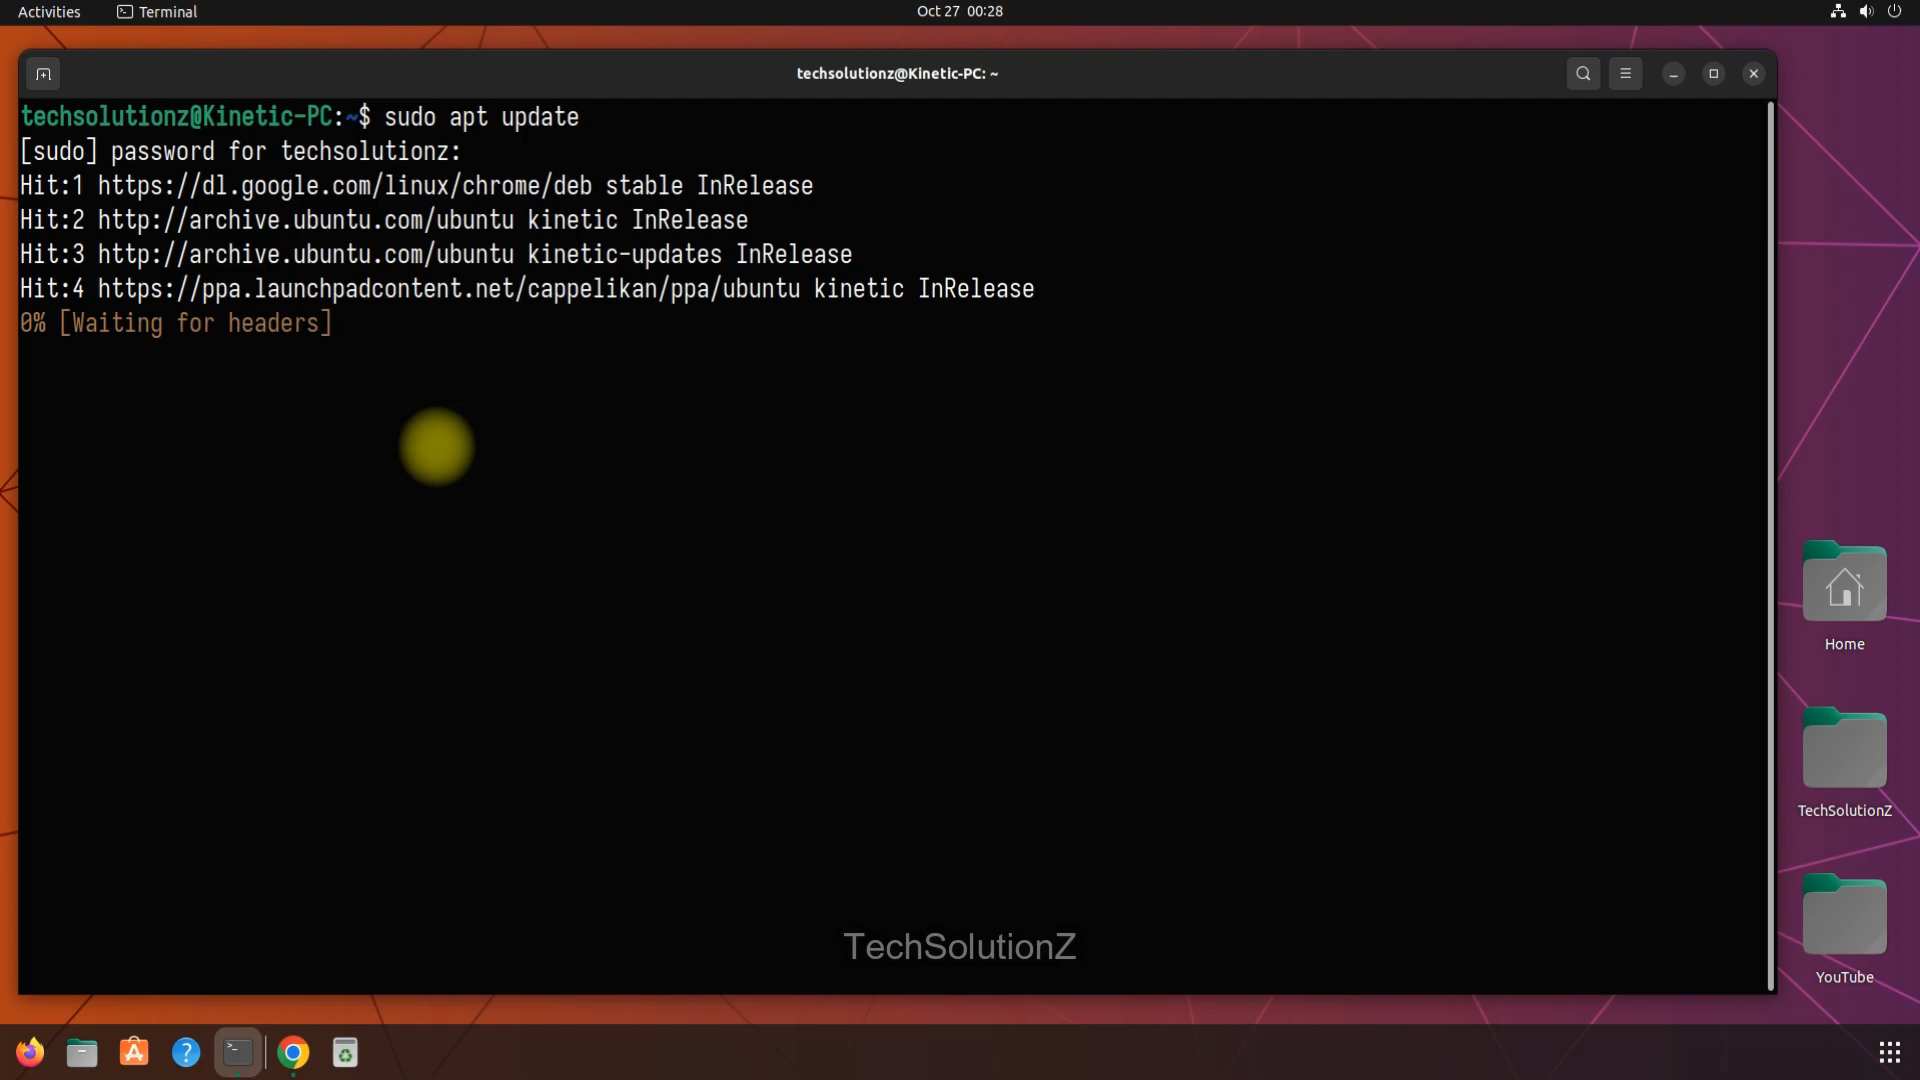 Activities
Terminal
Oct 27 00:28
techsolutionz@Kinetic-PC: ~
techsolutionz@Kinetic-PC:~$ sudo apt update
[sudo] password for techsolutionz:
Hit:1 https://dl.google.com/linux/chrome/deb stable InRelease
Hit:2 http://archive.ubuntu.com/ubuntu kinetic InRelease
Hit:3 http://archive.ubuntu.com/ubuntu kinetic-updates InRelease
Hit:4 https://ppa.launchpadcontent.net/cappelikan/ppa/ubuntu kinetic InRelease
0% [Waiting for headers]
Home
TechSolutionZ
YouTube
TechSolutionZ